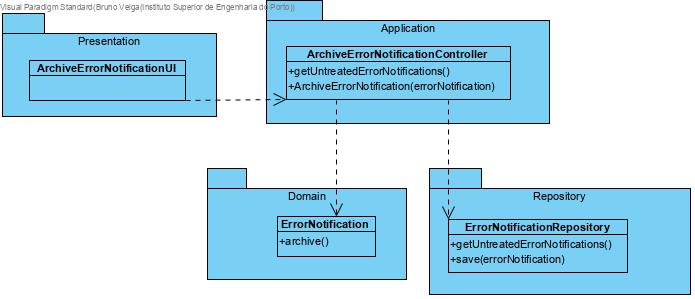 Visual Paradigm Standard(Bruno Veiga(Instituto Superior de Engenharia do Porto))
Presentation
ArchiveErrorNotificationUI
Application
ArchiveErrorNotificationController
+getUntreatedErrorNotifications()
+ArchiveErrorNotification(errorNotification)
Domain
ErrorNotification
+archive()
Repository
ErrorNotificationRepository
+getUntreatedErrorNotifications()
+save(errorNotification)